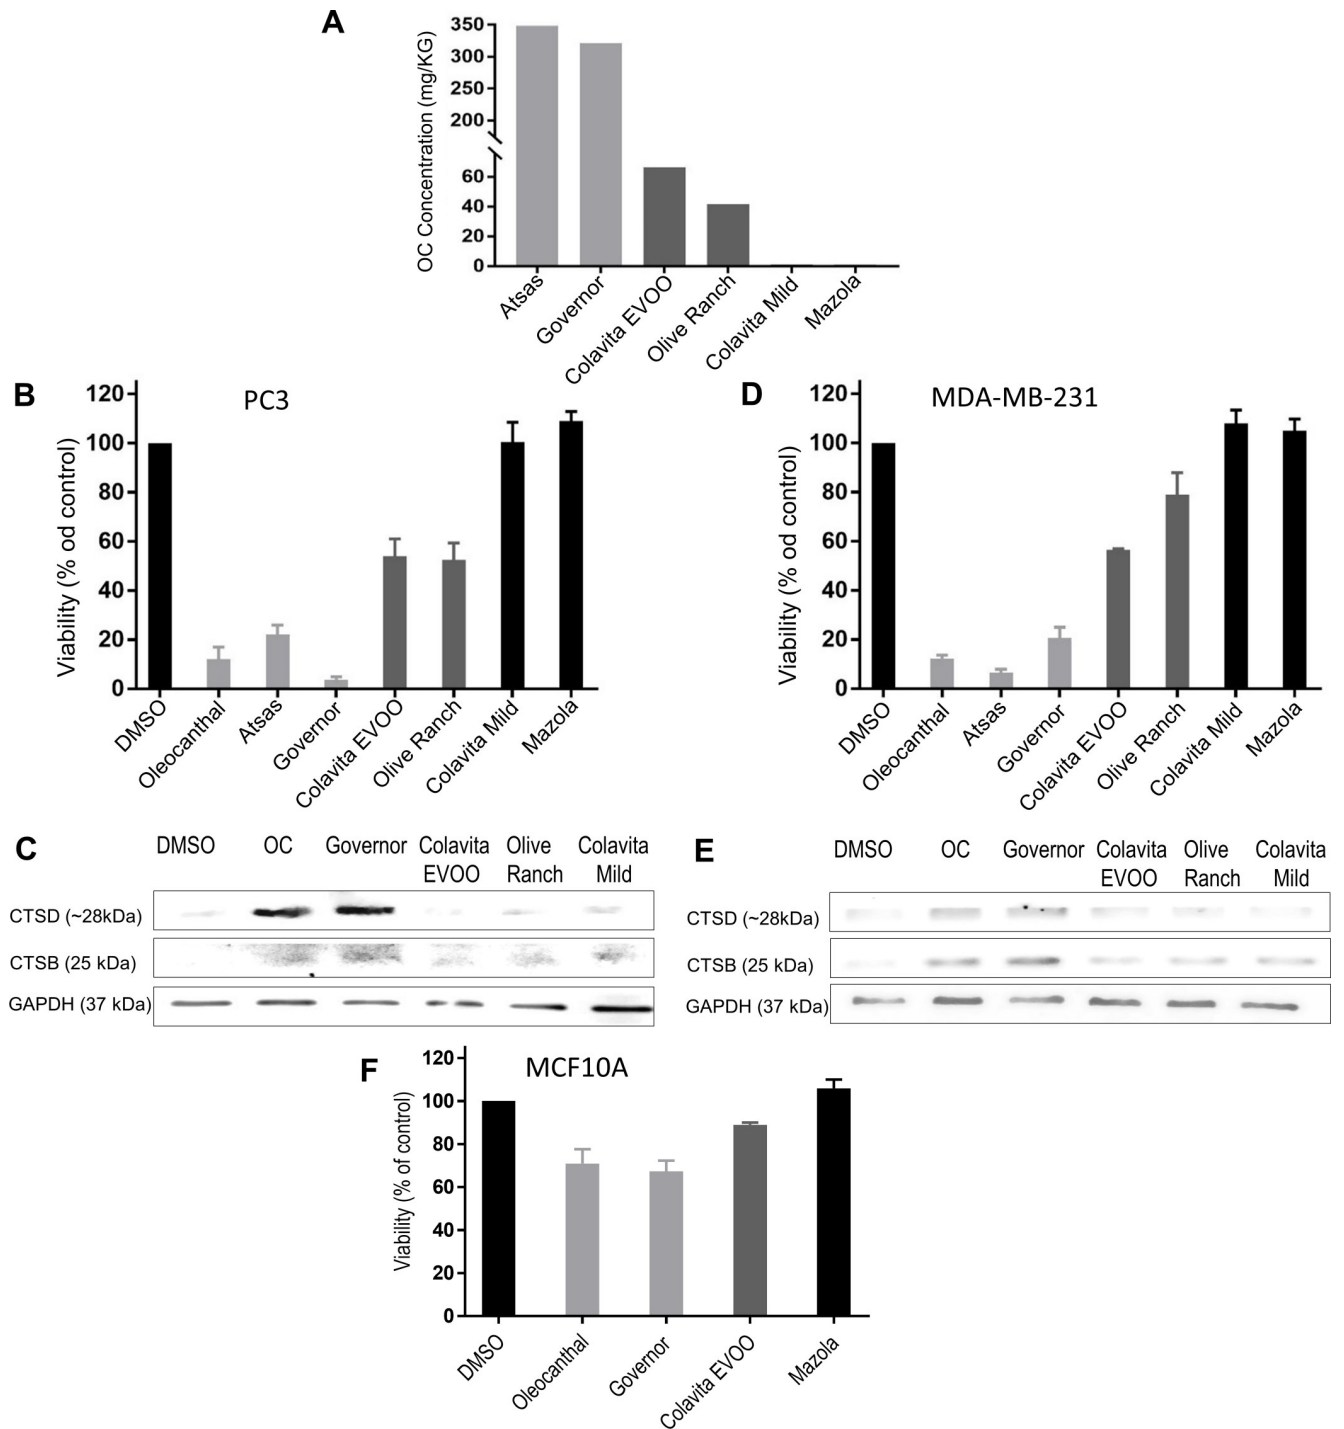 A
OC Concentration (mg/KG)
350
300
250
200
60
40
20
0
Atsas
Governor
Colavita EVOO
Olive Ranch
Colavita Mild
Mazola
B
PC3
Viability (% od control)
120
100
80
60
40
20
0
DMSO
Oleocanthal
Atsas
Governor
Colavita EVOO
Olive Ranch
Colavita Mild
Mazola
D
MDA-MB-231
Viability (% od control)
120
100
80
60
40
20
0
DMSO
Oleocanthal
Atsas
Governor
Colavita EVOO
Olive Ranch
Colavita Mild
Mazola
C
DMSO OC Governor Colavita Olive Colavita
EVOO Ranch Mild
CTSD (~28kDa)
CTSB (25 kDa)
GAPDH (37 kDa)
E
DMSO OC Governor Colavita Olive Colavita
EVOO Ranch Mild
CTSD (~28kDa)
CTSB (25 kDa)
GAPDH (37 kDa)
F
MCF10A
Viability (% of control)
120
100
80
60
40
20
0
DMSO
Oleocanthal
Governor
Colavita EVOO
Mazola